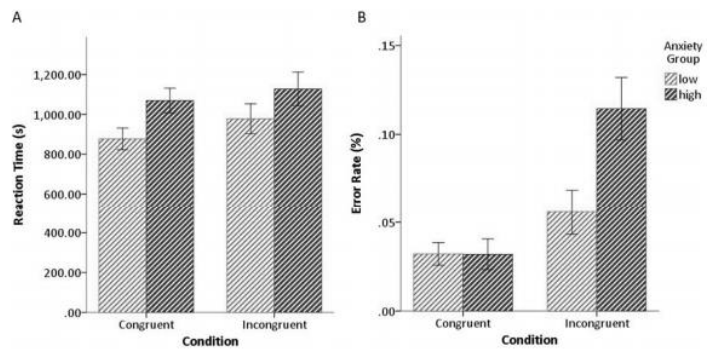 A
Reaction Time (s)
1,200.00
1,000.00
800.00
600.00
400.00
200.00
.00
Congruent
Incongruent
Condition
B
Error Rate (%)
.15
.10
.05
.00
Congruent
Incongruent
Condition
Anxiety
Group
low
high